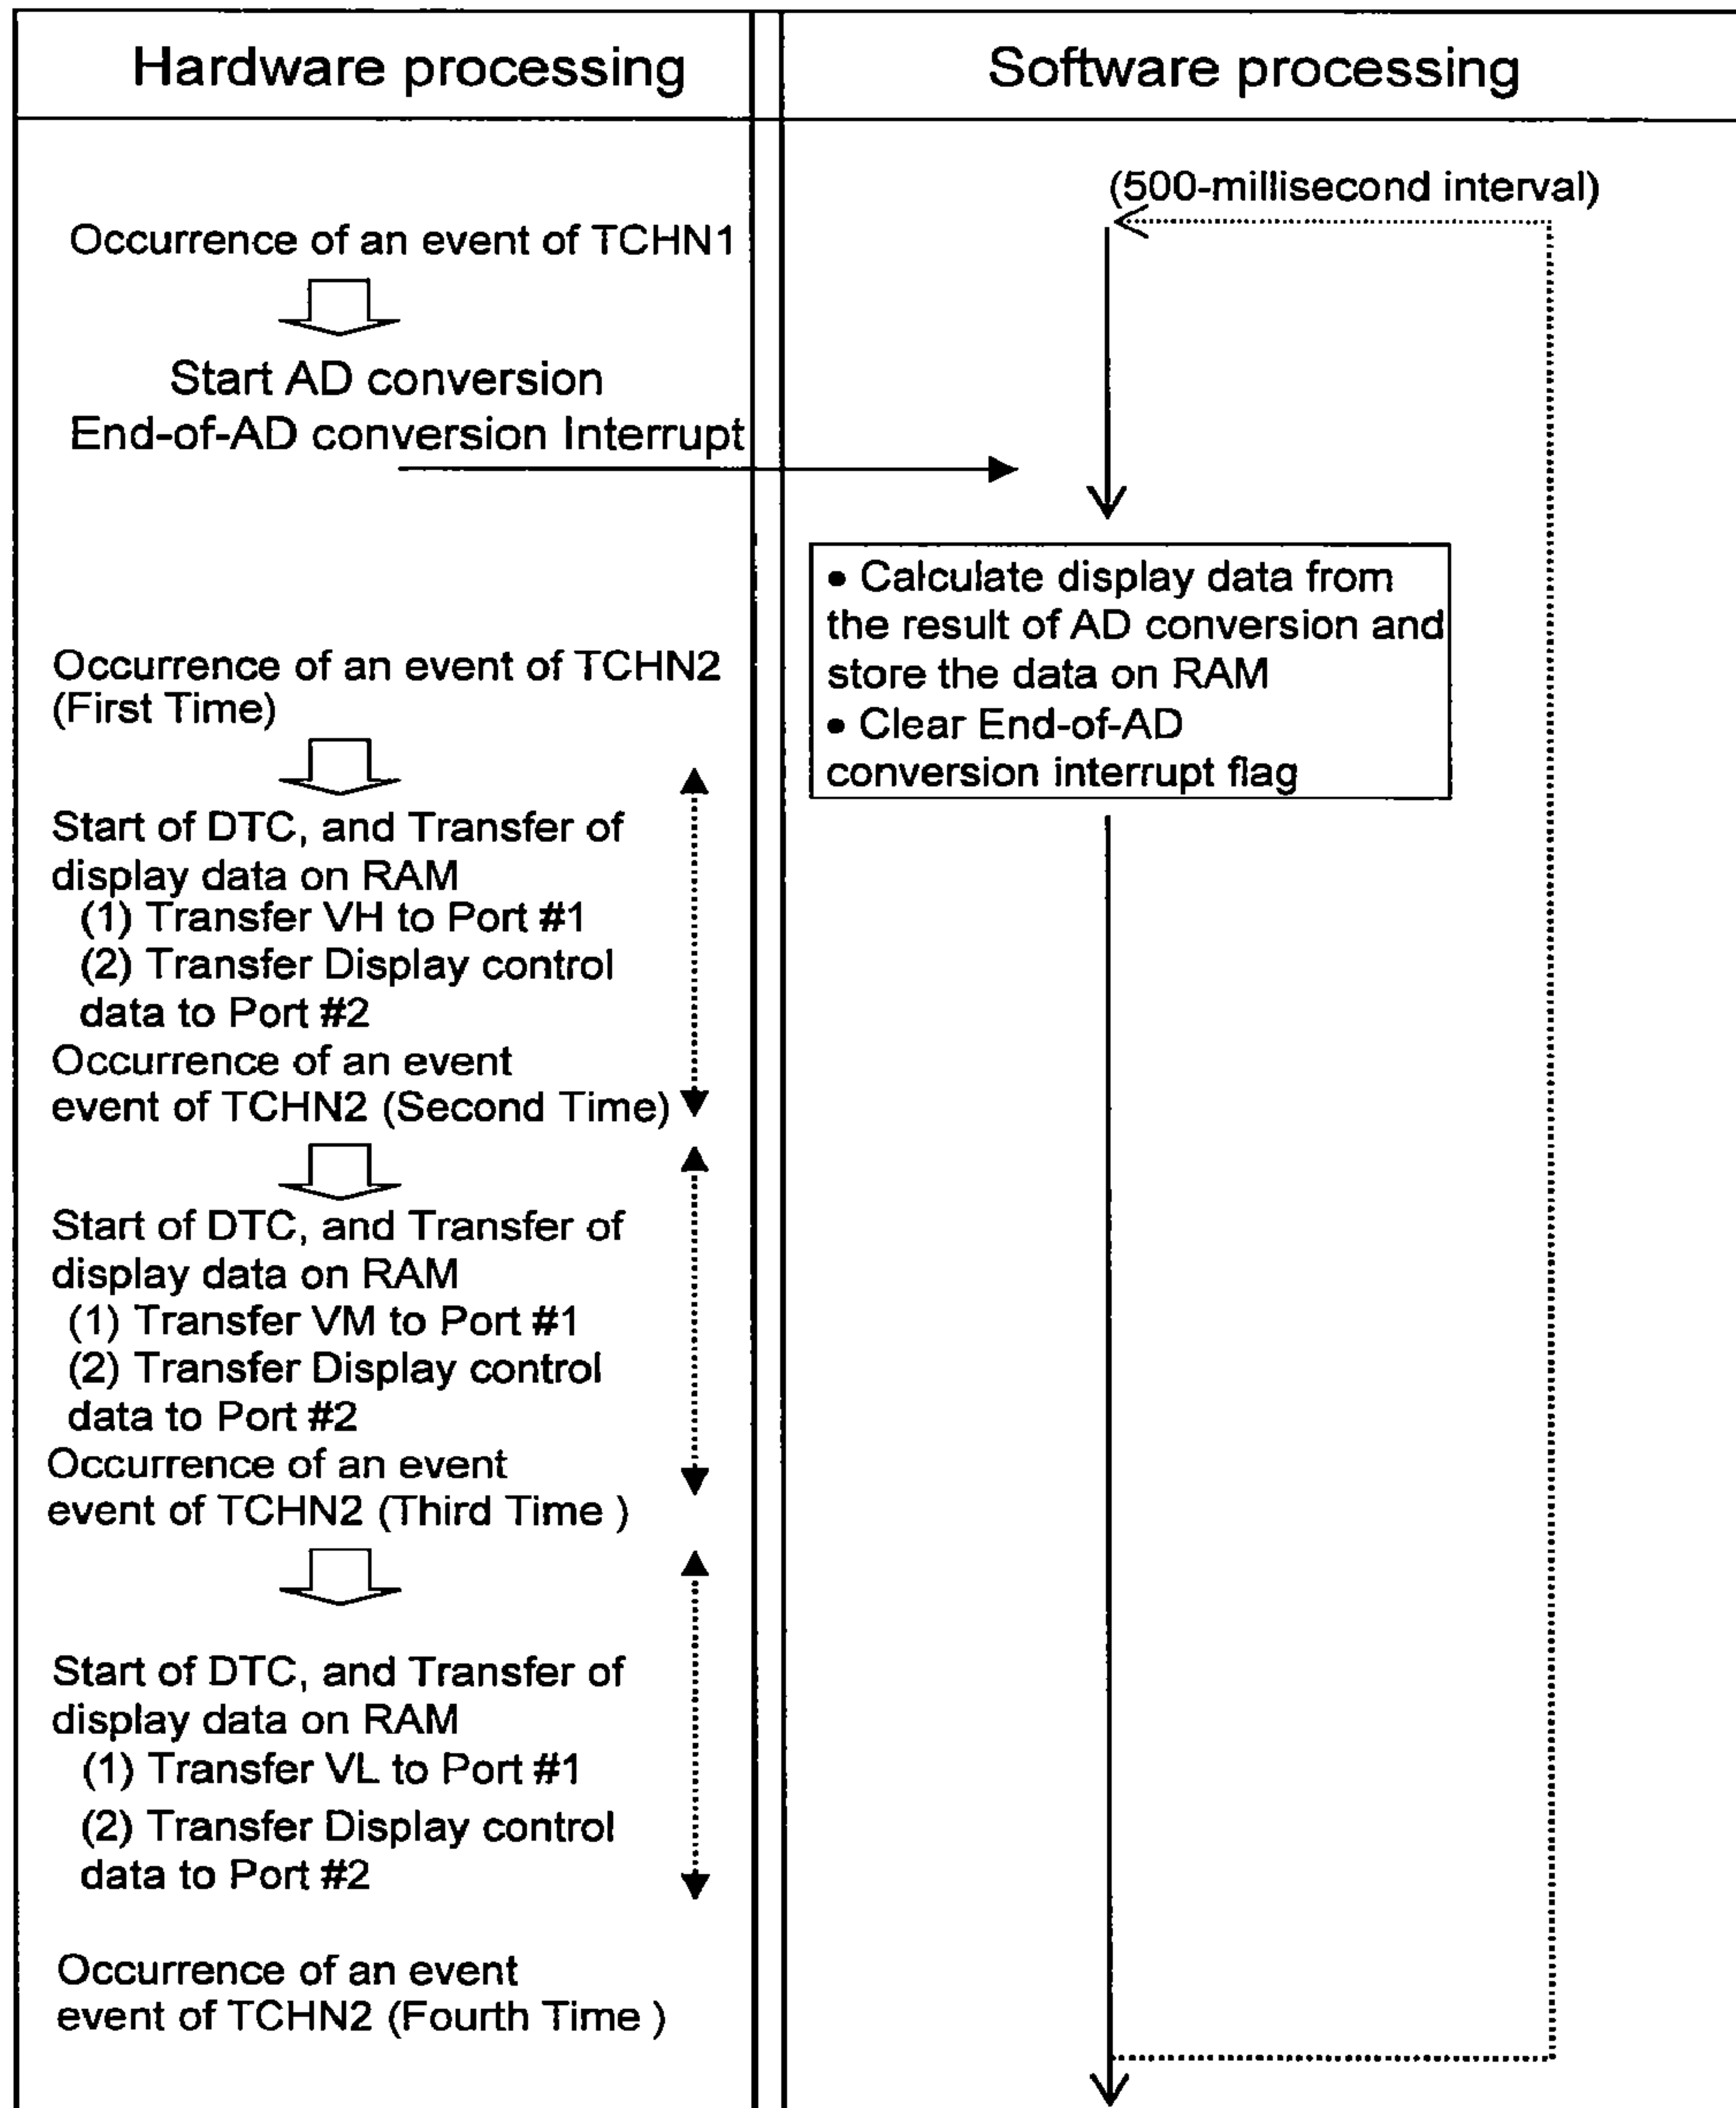 Hardware processing
Software processing
(500-millisecond interval)
Occurrence of an event of TCHN1
Start AD conversion
End-of-AD conversion Interrupt
• Calculate display data from
the result of AD conversion and
store the data on RAM
• Clear End-of-AD
conversion interrupt flag
Occurrence of an event of TCHN2
(First Time)
Start of DTC, and Transfer of
display data on RAM
(1) Transfer VH to Port #1
(2) Transfer Display control
data to Port #2
Occurrence of an event
event of TCHN2 (Second Time)
Start of DTC, and Transfer of
display data on RAM
(1) Transfer VM to Port #1
(2) Transfer Display control
data to Port #2
Occurrence of an event
event of TCHN2 (Third Time )
Start of DTC, and Transfer of
display data on RAM
(1) Transfer VL to Port #1
(2) Transfer Display control
data to Port #2
Occurrence of an event
event of TCHN2 (Fourth Time )